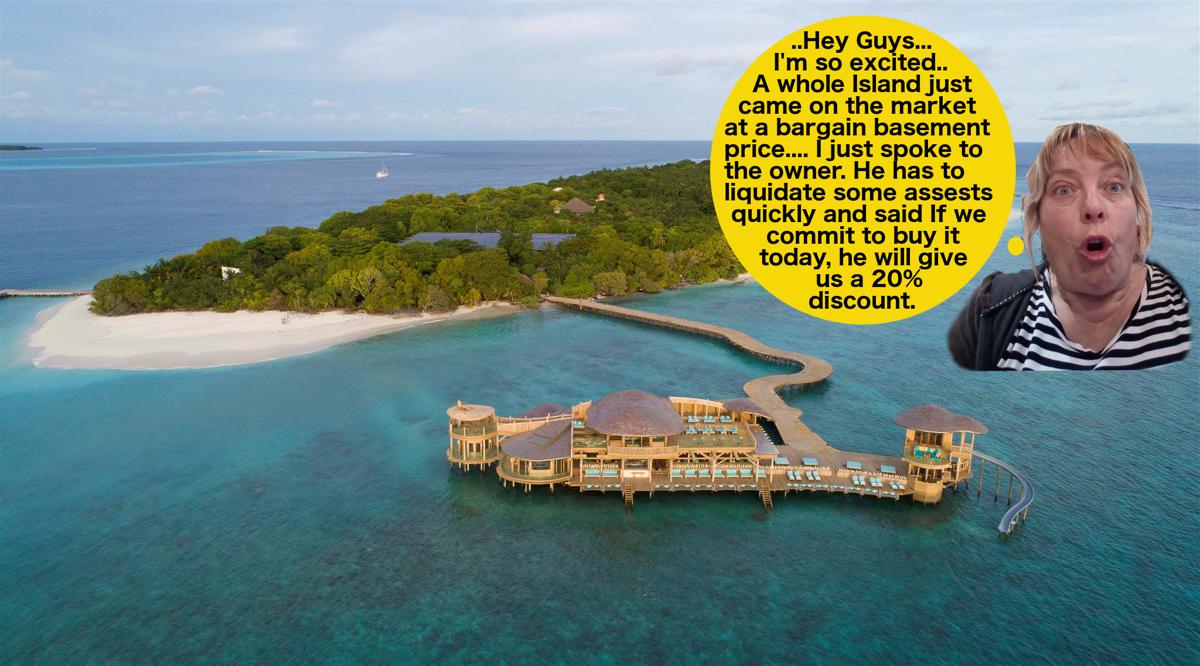 ..Hey Guys...
I'm so excited..
A whole Island just
came on the market
at a bargain basement
price.... I just spoke to
the owner. He has to
liquidate some assests
quickly and said If we
commit to buy it
today, he will give
us a 20%
discount.